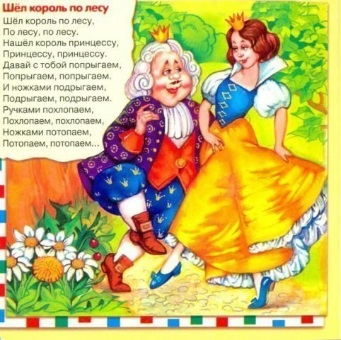 Шёл король по лесу
Шёл король по лесу,
По лесу, по лесу.
Нашёл король принцессу,
Принцессу, принцессу.
Давай с тобой попрыгаем,
Попрыгаем, попрыгаем.
И ножками подрыгаем,
Подрыгаем, подрыгаем.
Ручками похлопаем,
Похлопаем, похлопаем,
Ножками потопаем,
Потопаем, потопаем...